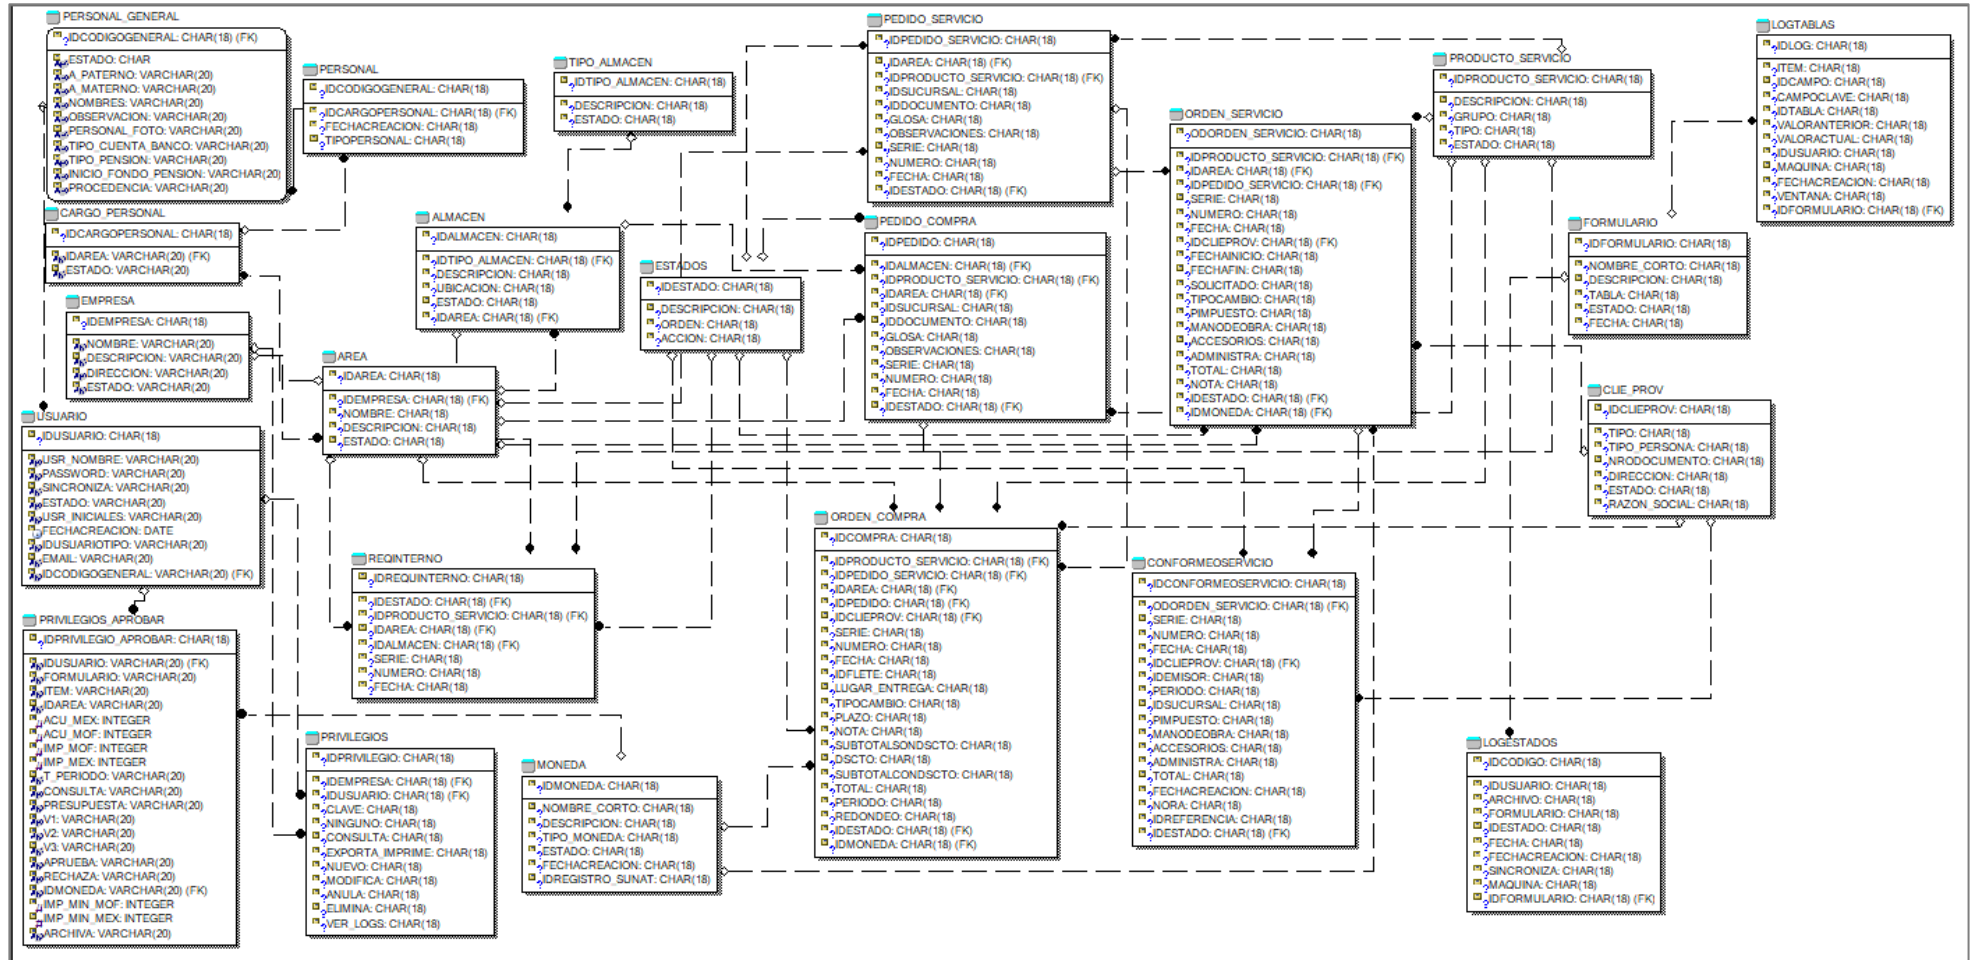 PERSONAL_GENERAL
IDCODIGOGENERAL: CHAR(18) (FK)
ESTADO: CHAR
A_PATERNO: VARCHAR(20)
A_MATERNO: VARCHAR(20)
NOMBRES: VARCHAR(20)
OBSERVACION: VARCHAR(20)
PERSONAL_FOTO: VARCHAR(20)
TIPO_CUENTA_BANCO: VARCHAR(20)
TIPO_PENSION: VARCHAR(20)
INICIO_FONDO_PENSION: VARCHAR(20)
PROCEDENCIA: VARCHAR(20)
PERSONAL
IDCODIGOGENERAL: CHAR(18)
IDCARGOPERSONAL: CHAR(18) (FK)
FECHACREACION: CHAR(18)
TIPOPERSONAL: CHAR(18)
TIPO_ALMACEN
IDTIPO_ALMACEN: CHAR(18)
DESCRIPCION: CHAR(18)
ESTADO: CHAR(18)
PEDIDO_SERVICIO
IDPEDIDO_SERVICIO: CHAR(18)
IDAREA: CHAR(18) (FK)
IDPRODUCTO_SERVICIO: CHAR(18) (FK)
IDSUCURSAL: CHAR(18)
IDDOCUMENTO: CHAR(18)
GLOSA: CHAR(18)
OBSERVACIONES: CHAR(18)
SERIE: CHAR(18)
NUMERO: CHAR(18)
FECHA: CHAR(18)
IDESTADO: CHAR(18) (FK)
ORDEN_SERVICIO
ODORDEN_SERVICIO: CHAR(18)
IDPRODUCTO_SERVICIO: CHAR(18) (FK)
IDAREA: CHAR(18) (FK)
IDPEDIDO_SERVICIO: CHAR(18) (FK)
SERIE: CHAR(18)
NUMERO: CHAR(18)
FECHA: CHAR(18)
IDCLIEPROV: CHAR(18) (FK)
FECHAINICIO: CHAR(18)
FECHAFIN: CHAR(18)
SOLICITADO: CHAR(18)
TIPOCAMBIO: CHAR(18)
PIMPUESTO: CHAR(18)
MANODEOBRA: CHAR(18)
ACCESORIOS: CHAR(18)
ADMINISTRA: CHAR(18)
TOTAL: CHAR(18)
NOTA: CHAR(18)
IDESTADO: CHAR(18) (FK)
IDMONEDA: CHAR(18) (FK)
PRODUCTO_SERVICIO
IDPRODUCTO_SERVICIO: CHAR(18)
DESCRIPCION: CHAR(18)
GRUPO: CHAR(18)
TIPO: CHAR(18)
ESTADO: CHAR(18)
LOGTABLAS
IDLOG: CHAR(18)
ITEM: CHAR(18)
IDCAMPO: CHAR(18)
CAMPOCLAVE: CHAR(18)
IDTABLA: CHAR(18)
VALORANTERIOR: CHAR(18)
VALORACTUAL: CHAR(18)
IDUSUARIO: CHAR(18)
MAQUINA: CHAR(18)
FECHACREACION: CHAR(18)
VENTANA: CHAR(18)
IDFORMULARIO: CHAR(18) (FK)
CARGO_PERSONAL
IDCARGOPERSONAL: CHAR(18)
IDAREA: VARCHAR(20) (FK)
ESTADO: VARCHAR(20)
ALMACEN
IDALMACEN: CHAR(18)
IDTIPO_ALMACEN: CHAR(18) (FK)
DESCRIPCION: CHAR(18)
UBICACION: CHAR(18)
ESTADO: CHAR(18)
IDAREA: CHAR(18) (FK)
ESTADOS
IDESTADO: CHAR(18)
DESCRIPCION: CHAR(18)
ORDEN: CHAR(18)
ACCION: CHAR(18)
PEDIDO_COMPRA
IDPEDIDO: CHAR(18)
IDALMACEN: CHAR(18) (FK)
IDPRODUCTO_SERVICIO: CHAR(18) (FK)
IDAREA: CHAR(18) (FK)
IDSUCURSAL: CHAR(18)
IDDOCUMENTO: CHAR(18)
GLOSA: CHAR(18)
OBSERVACIONES: CHAR(18)
SERIE: CHAR(18)
NUMERO: CHAR(18)
FECHA: CHAR(18)
IDESTADO: CHAR(18) (FK)
FORMULARIO
IDFORMULARIO: CHAR(18)
NOMBRE_CORTO: CHAR(18)
DESCRIPCION: CHAR(18)
TABLA: CHAR(18)
ESTADO: CHAR(18)
FECHA: CHAR(18)
EMPRESA
IDEMPRESA: CHAR(18)
NOMBRE: VARCHAR(20)
DESCRIPCION: VARCHAR(20)
DIRECCION: VARCHAR(20)
ESTADO: VARCHAR(20)
AREA
IDAREA: CHAR(18)
IDEMPRESA: CHAR(18) (FK)
NOMBRE: CHAR(18)
DESCRIPCION: CHAR(18)
ESTADO: CHAR(18)
CLIE_PROV
IDCLIEPROV: CHAR(18)
TIPO: CHAR(18)
TIPO_PERSONA: CHAR(18)
NRODOCUMENTO: CHAR(18)
DIRECCION: CHAR(18)
ESTADO: CHAR(18)
RAZON_SOCIAL: CHAR(18)
USUARIO
IDUSUARIO: CHAR(18)
USR_NOMBRE: VARCHAR(20)
PASSWORD: VARCHAR(20)
SINCRONIZA: VARCHAR(20)
ESTADO: VARCHAR(20)
USR_INICIALES: VARCHAR(20)
FECHACREACION: DATE
IDUSUARIOTIPO: VARCHAR(20)
EMAIL: VARCHAR(20)
IDCODIGOGENERAL: VARCHAR(20) (FK)
REQINTERNO
IDREQUINTERNO: CHAR(18)
IDESTADO: CHAR(18) (FK)
IDPRODUCTO_SERVICIO: CHAR(18) (FK)
IDAREA: CHAR(18) (FK)
IDALMACEN: CHAR(18) (FK)
SERIE: CHAR(18)
NUMERO: CHAR(18)
FECHA: CHAR(18)
ORDEN_COMPRA
IDCOMPRA: CHAR(18)
IDPRODUCTO_SERVICIO: CHAR(18) (FK)
IDPEDIDO_SERVICIO: CHAR(18) (FK)
IDAREA: CHAR(18) (FK)
IDPEDIDO: CHAR(18) (FK)
IDCLIEPROV: CHAR(18) (FK)
SERIE: CHAR(18)
NUMERO: CHAR(18)
FECHA: CHAR(18)
IDFLETE: CHAR(18)
LUGAR_ENTREGA: CHAR(18)
TIPOCAMBIO: CHAR(18)
PLAZO: CHAR(18)
NOTA: CHAR(18)
SUBTOTALSONDSCTO: CHAR(18)
DSCTO: CHAR(18)
SUBTOTALCONDSCTO: CHAR(18)
TOTAL: CHAR(18)
PERIODO: CHAR(18)
REDONDEO: CHAR(18)
IDESTADO: CHAR(18) (FK)
IDMONEDA: CHAR(18) (FK)
CONFORMEOSERVICIO
IDCONFORMEOSERVICIO: CHAR(18)
ODORDEN_SERVICIO: CHAR(18) (FK)
SERIE: CHAR(18)
NUMERO: CHAR(18)
FECHA: CHAR(18)
IDCLIEPROV: CHAR(18) (FK)
IDEMISOR: CHAR(18)
PERIODO: CHAR(18)
IDSUCURSAL: CHAR(18)
PIMPUESTO: CHAR(18)
MANODEOBRA: CHAR(18)
ACCESORIOS: CHAR(18)
ADMINISTRA: CHAR(18)
TOTAL: CHAR(18)
FECHACREACION: CHAR(18)
NORA: CHAR(18)
IDREFERENCIA: CHAR(18)
IDESTADO: CHAR(18) (FK)
PRIVILEGIOS_APROBAR
IDPRIVILEGIO_APROBAR: CHAR(18)
IDUSUARIO: VARCHAR(20) (FK)
FORMULARIO: VARCHAR(20)
ITEM: VARCHAR(20)
IDAREA: VARCHAR(20)
ACU_MEX: INTEGER
ACU_MOF: INTEGER
IMP_MOF: INTEGER
IMP_MEX: INTEGER
T_PERIODO: VARCHAR(20)
CONSULTA: VARCHAR(20)
PRESUPUESTA: VARCHAR(20)
V1: VARCHAR(20)
V2: VARCHAR(20)
V3: VARCHAR(20)
APRUEBA: VARCHAR(20)
RECHAZA: VARCHAR(20)
IDMONEDA: VARCHAR(20) (FK)
IMP_MIN_MOF: INTEGER
IMP_MIN_MEX: INTEGER
ARCHIVA: VARCHAR(20)
PRIVILEGIOS
IDPRIVILEGIO: CHAR(18)
IDEMPRESA: CHAR(18) (FK)
IDUSUARIO: CHAR(18) (FK)
CLAVE: CHAR(18)
NINGUNO: CHAR(18)
CONSULTA: CHAR(18)
EXPORTA_IMPRIME: CHAR(18)
NUEVO: CHAR(18)
MODIFICA: CHAR(18)
ANULA: CHAR(18)
ELIMINA: CHAR(18)
VER_LOGS: CHAR(18)
MONEDA
IDMONEDA: CHAR(18)
NOMBRE_CORTO: CHAR(18)
DESCRIPCION: CHAR(18)
TIPO_MONEDA: CHAR(18)
ESTADO: CHAR(18)
FECHACREACION: CHAR(18)
IDREGISTRO_SUNAT: CHAR(18)
LOGESTADOS
IDCODIGO: CHAR(18)
IDUSUARIO: CHAR(18)
ARCHIVO: CHAR(18)
FORMULARIO: CHAR(18)
IDESTADO: CHAR(18)
FECHA: CHAR(18)
FECHACREACION: CHAR(18)
SINCRONIZA: CHAR(18)
MAQUINA: CHAR(18)
IDFORMULARIO: CHAR(18) (FK)